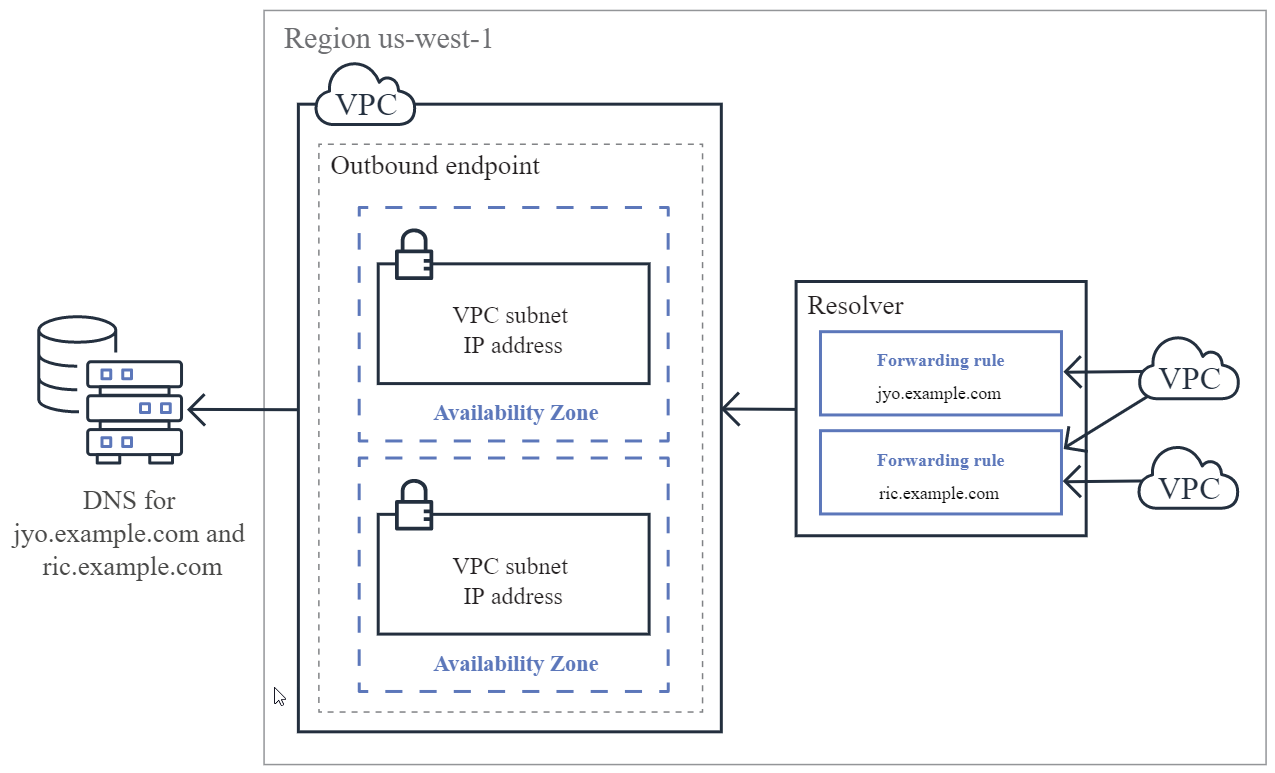 Region us-west-1
VPC
Outbound endpoint
VPC subnet
IP address
Availability Zone
VPC subnet
IP address
Availability Zone
Resolver
Forwarding rule
jyo.example.com
Forwarding rule
ric.example.com
VPC
VPC
DNS for
jyo.example.com and
ric.example.com